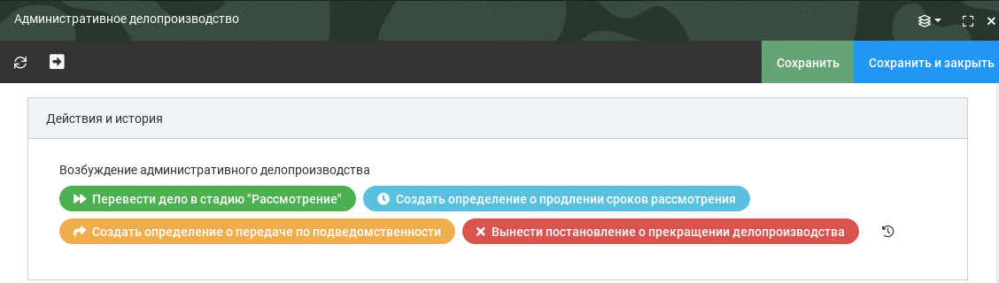 Административное делопроизводство
Сохранить
Сохранить и закрыть
Действия и история
Возбуждение административного делопроизводства
Перевести дело в стадию "Рассмотрение"
Создать определение о продлении сроков рассмотрения
Создать определение о передаче по подведомственности
Вынести постановление о прекращении делопроизводства